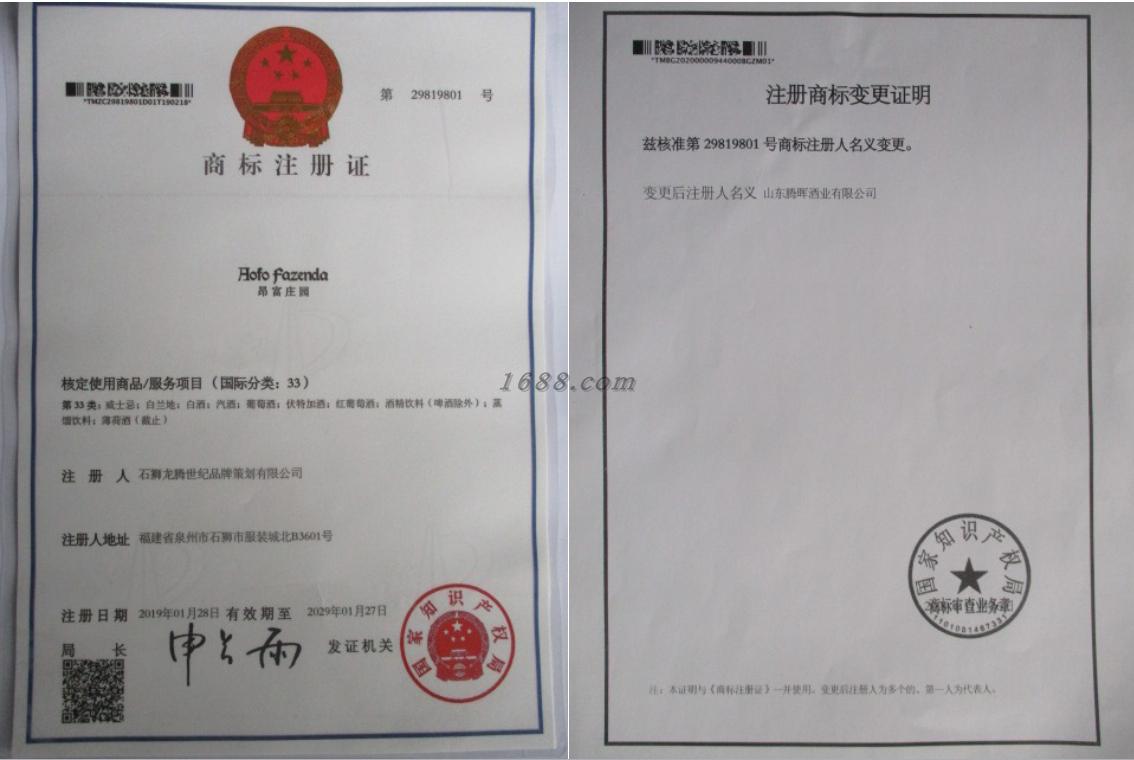 *TMZC29819801D01T190218*
第 29819801 号
商标注册证
Aofo Fazenda
昂富庄园
核定使用商品/服务项目（国际分类：33）
第33类：威士忌；白兰地；白酒；汽酒；葡萄酒；伏特加酒；红葡萄酒；酒精饮料（啤酒除外）；蒸
馏饮料；薄荷酒（截止）
注册人 石狮龙腾世纪品牌策划有限公司
注册人地址 福建省泉州市石狮市服装城北B3601号
注册日期 2019年01月28日 有效期至 2029年01月27日
局长 申长雨 发证机关
国家知识产权局
1688.com
*TMBG20200000944000BGZM01*
注册商标变更证明
兹核准第 29819801 号商标注册人名义变更。
变更后注册人名义 山东腾晖酒业有限公司
国家知识产权局
商标审查业务章
注：本证明与《商标注册证》一并使用。变更后注册人为多个的，第一人为代表人。